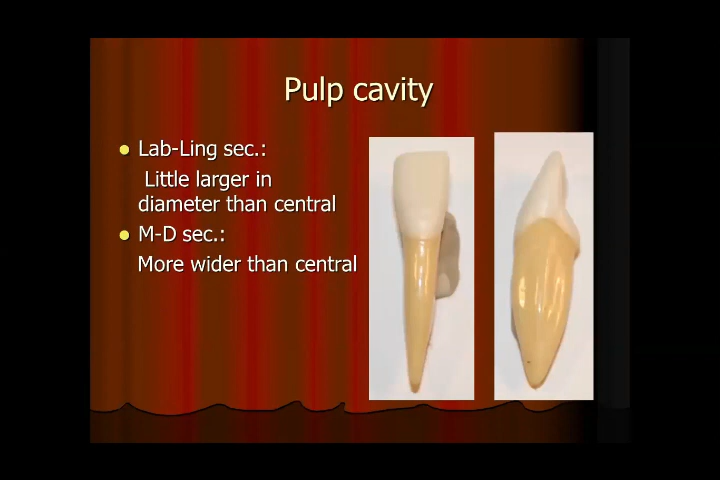 Pulp cavity
Lab-Ling sec.:
Little larger in
diameter than central
M-D sec.:
More wider than central